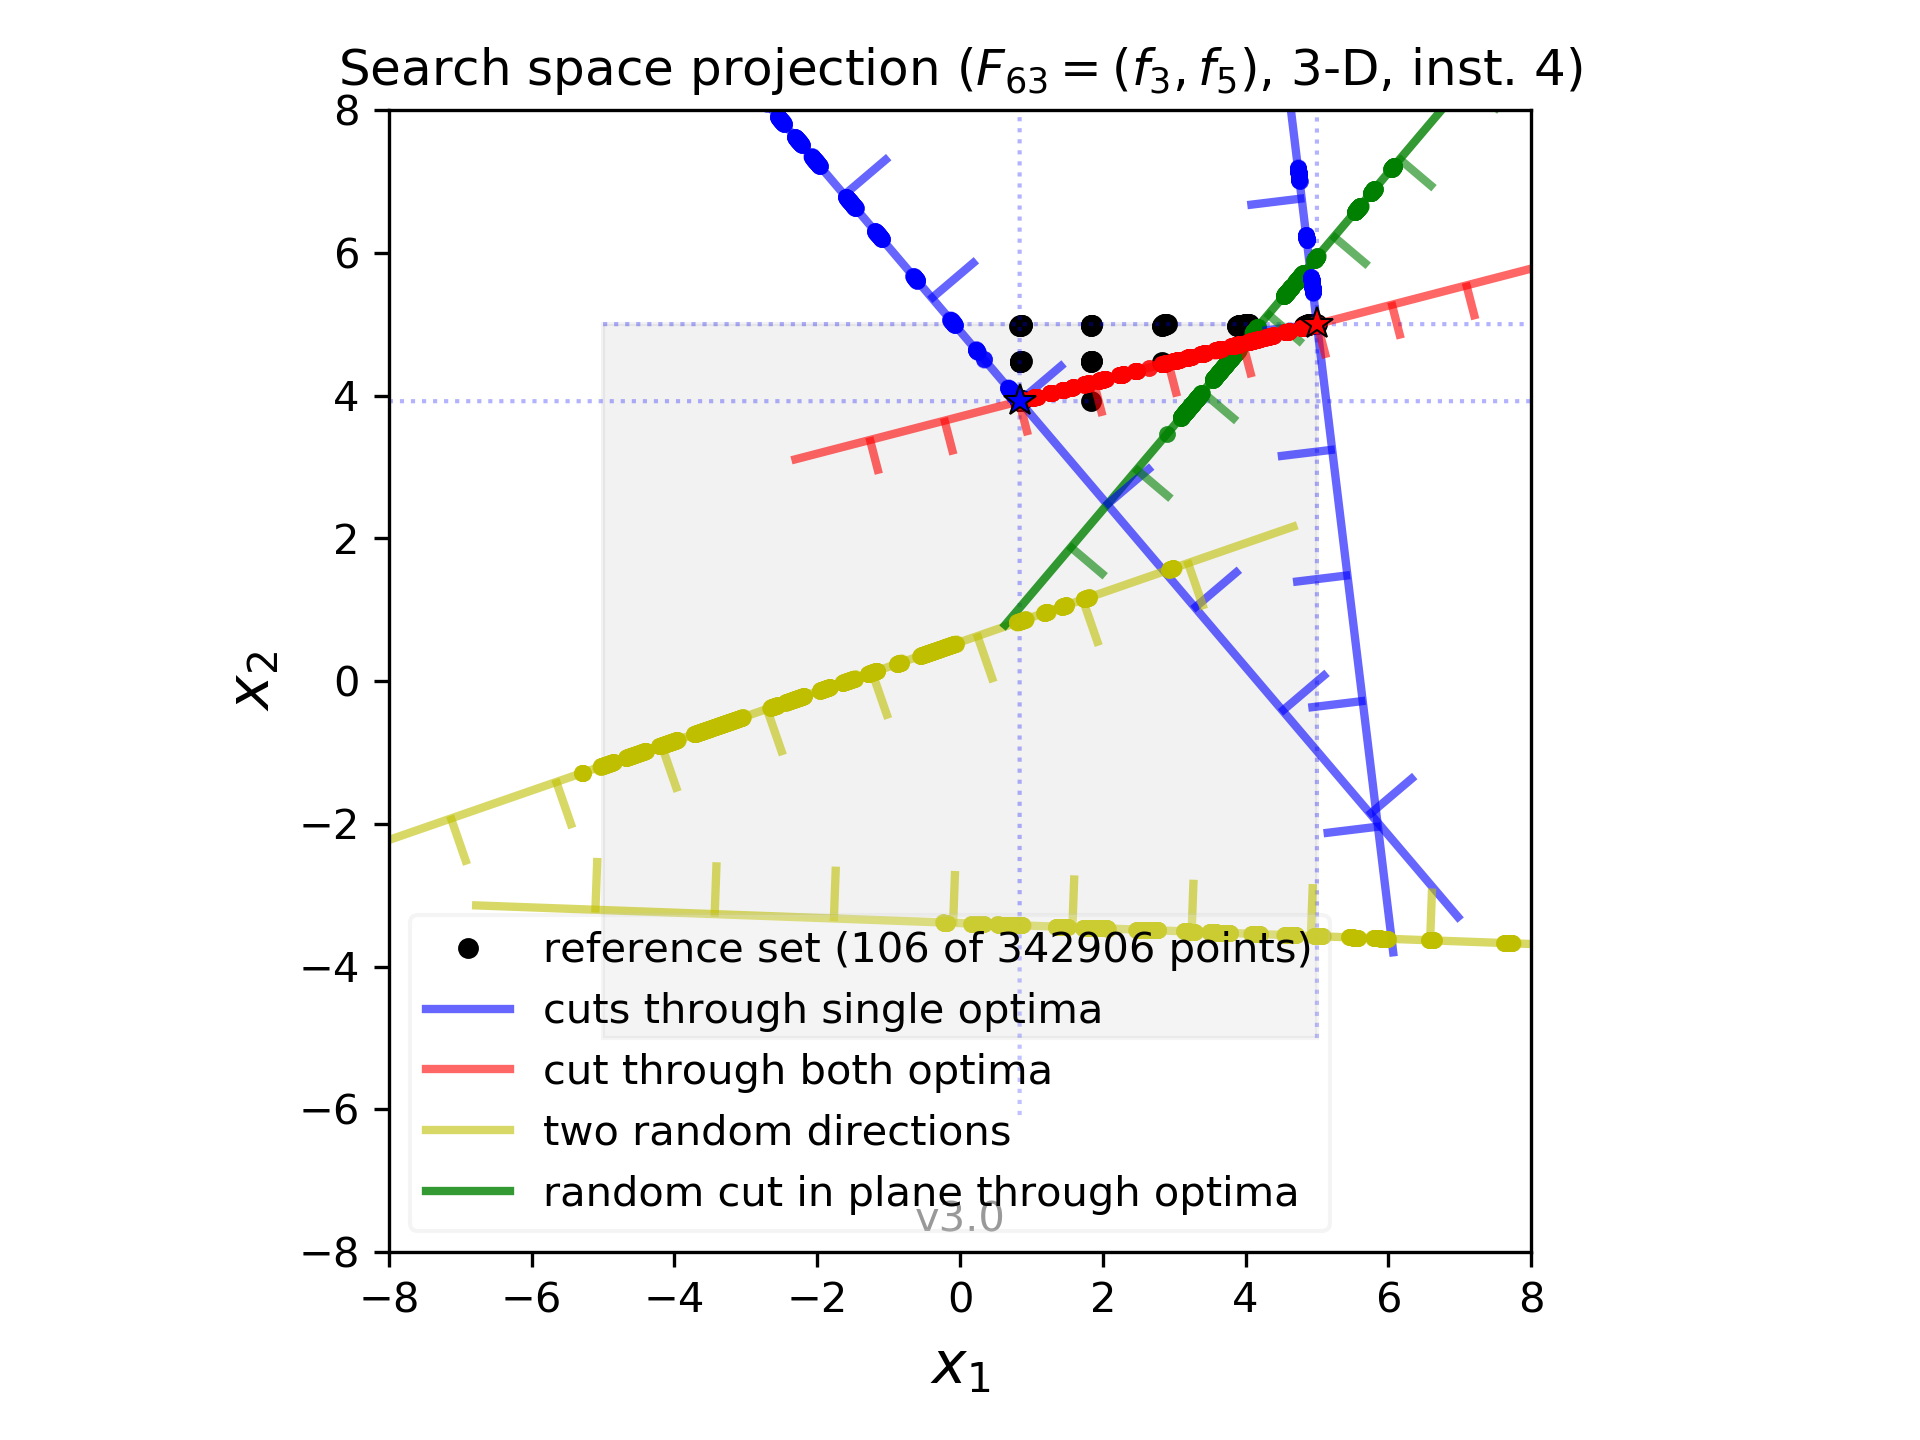 Search space projection (F63 = (f3, f5), 3-D, inst. 4)
8
6
4
2
0
−2
−4
−6
−8
x2
reference set (106 of 342906 points)
cuts through single optima
cut through both optima
two random directions
random cut in plane through optima
v3.0
−8 −6 −4 −2 0 2 4 6 8
x1